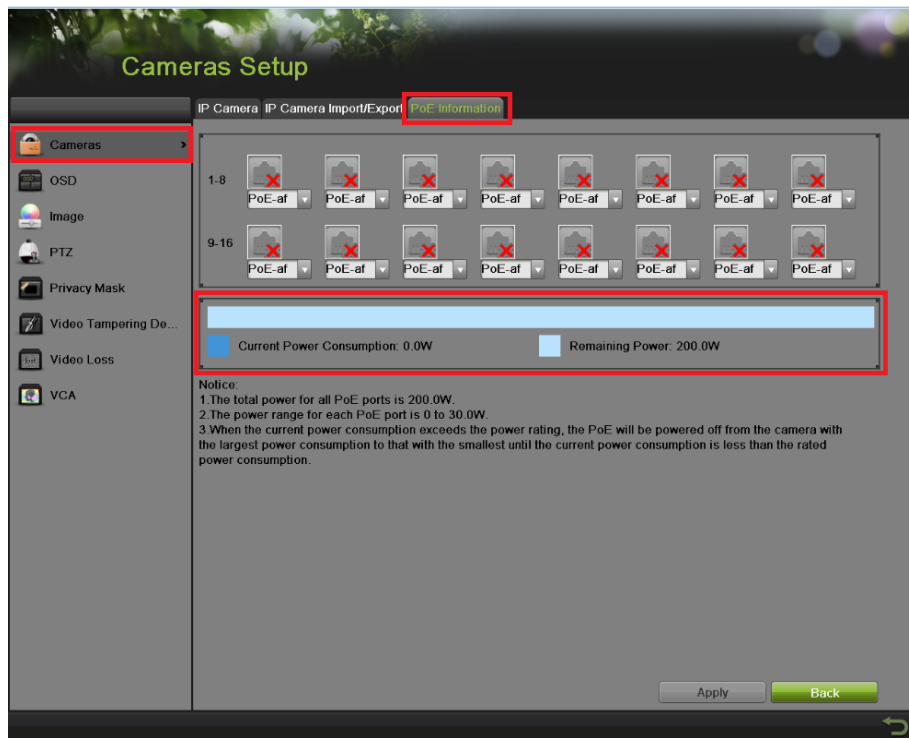 Cameras Setup
IP Camera IP Camera Import/Export PoE Information
Cameras
OSD
Image
PTZ
Privacy Mask
Video Tampering De...
Video Loss
VCA
1-8
PoE-af PoE-af PoE-af PoE-af PoE-af PoE-af PoE-af PoE-af
9-16
PoE-af PoE-af PoE-af PoE-af PoE-af PoE-af PoE-af PoE-af
Current Power Consumption: 0.0W Remaining Power: 200.0W
Notice:
1.The total power for all PoE ports is 200.0W.
2.The power range for each PoE port is 0 to 30.0W.
3.When the current power consumption exceeds the power rating, the PoE will be powered off from the camera with
the largest power consumption to that with the smallest until the current power consumption is less than the rated
power consumption.
Apply Back